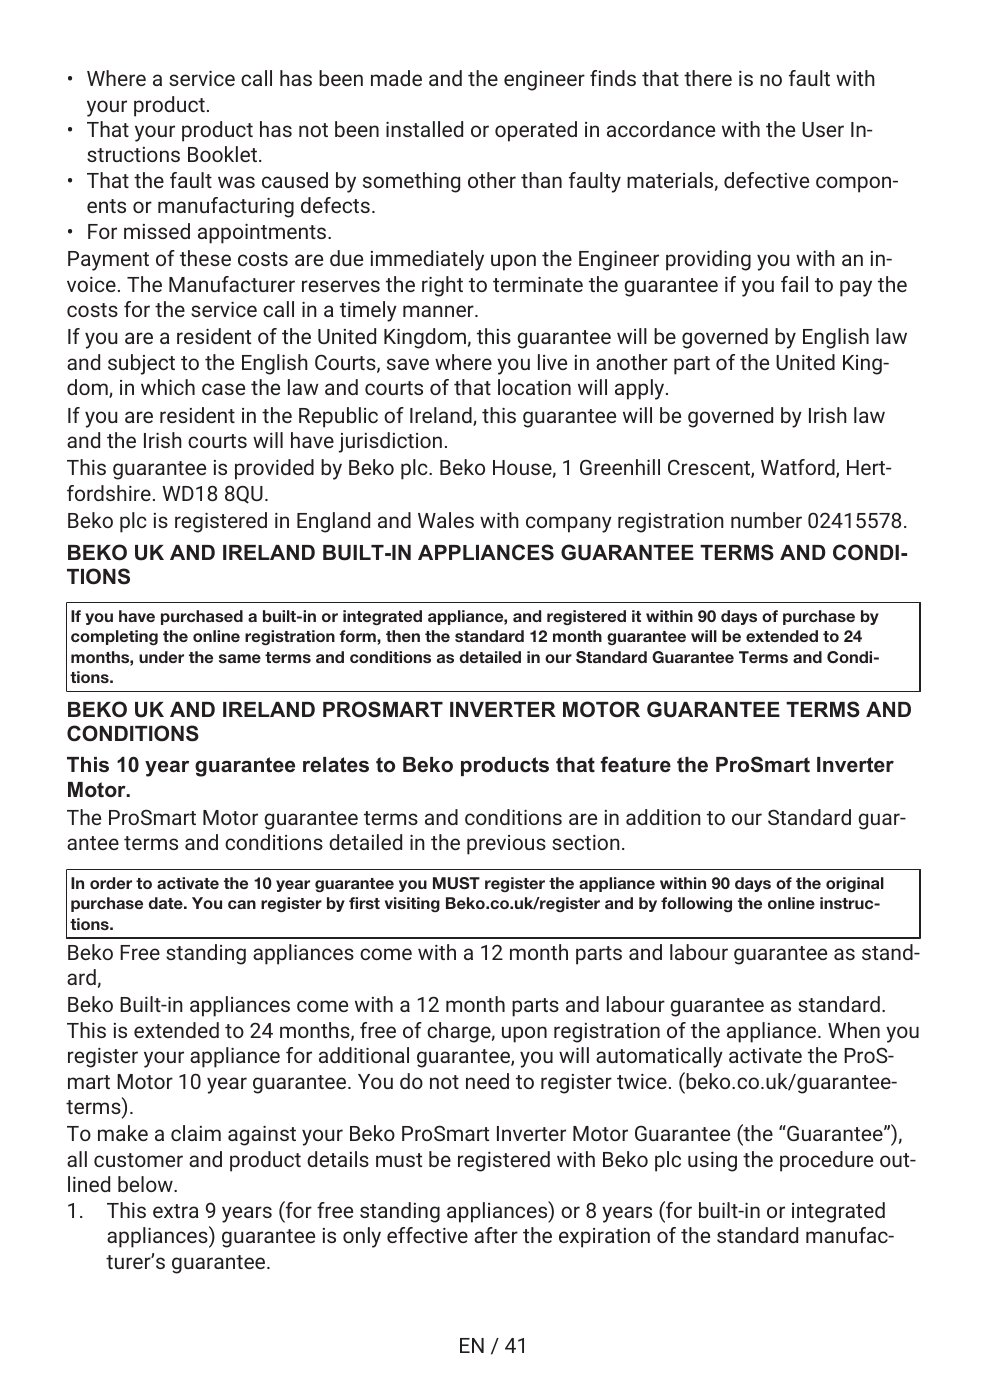 • Where a service call has been made and the engineer finds that there is no fault with
your product.
• That your product has not been installed or operated in accordance with the User In-
structions Booklet.
• That the fault was caused by something other than faulty materials, defective compon-
ents or manufacturing defects.
• For missed appointments.
Payment of these costs are due immediately upon the Engineer providing you with an in-
voice. The Manufacturer reserves the right to terminate the guarantee if you fail to pay the
costs for the service call in a timely manner.
If you are a resident of the United Kingdom, this guarantee will be governed by English law
and subject to the English Courts, save where you live in another part of the United King-
dom, in which case the law and courts of that location will apply.
If you are resident in the Republic of Ireland, this guarantee will be governed by Irish law
and the Irish courts will have jurisdiction.
This guarantee is provided by Beko plc. Beko House, 1 Greenhill Crescent, Watford, Hert-
fordshire. WD18 8QU.
Beko plc is registered in England and Wales with company registration number 02415578.
BEKO UK AND IRELAND BUILT-IN APPLIANCES GUARANTEE TERMS AND CONDI-
TIONS
If you have purchased a built-in or integrated appliance, and registered it within 90 days of purchase by
completing the online registration form, then the standard 12 month guarantee will be extended to 24
months, under the same terms and conditions as detailed in our Standard Guarantee Terms and Condi-
tions.
BEKO UK AND IRELAND PROSMART INVERTER MOTOR GUARANTEE TERMS AND
CONDITIONS
This 10 year guarantee relates to Beko products that feature the ProSmart Inverter
Motor.
The ProSmart Motor guarantee terms and conditions are in addition to our Standard guar-
antee terms and conditions detailed in the previous section.
In order to activate the 10 year guarantee you MUST register the appliance within 90 days of the original
purchase date. You can register by first visiting Beko.co.uk/register and by following the online instruc-
tions.
Beko Free standing appliances come with a 12 month parts and labour guarantee as stand-
ard,
Beko Built-in appliances come with a 12 month parts and labour guarantee as standard.
This is extended to 24 months, free of charge, upon registration of the appliance. When you
register your appliance for additional guarantee, you will automatically activate the ProS-
mart Motor 10 year guarantee. You do not need to register twice. (beko.co.uk/guarantee-
terms).
To make a claim against your Beko ProSmart Inverter Motor Guarantee (the “Guarantee”),
all customer and product details must be registered with Beko plc using the procedure out-
lined below.
1. This extra 9 years (for free standing appliances) or 8 years (for built-in or integrated
appliances) guarantee is only effective after the expiration of the standard manufac-
turer’s guarantee.
EN / 41